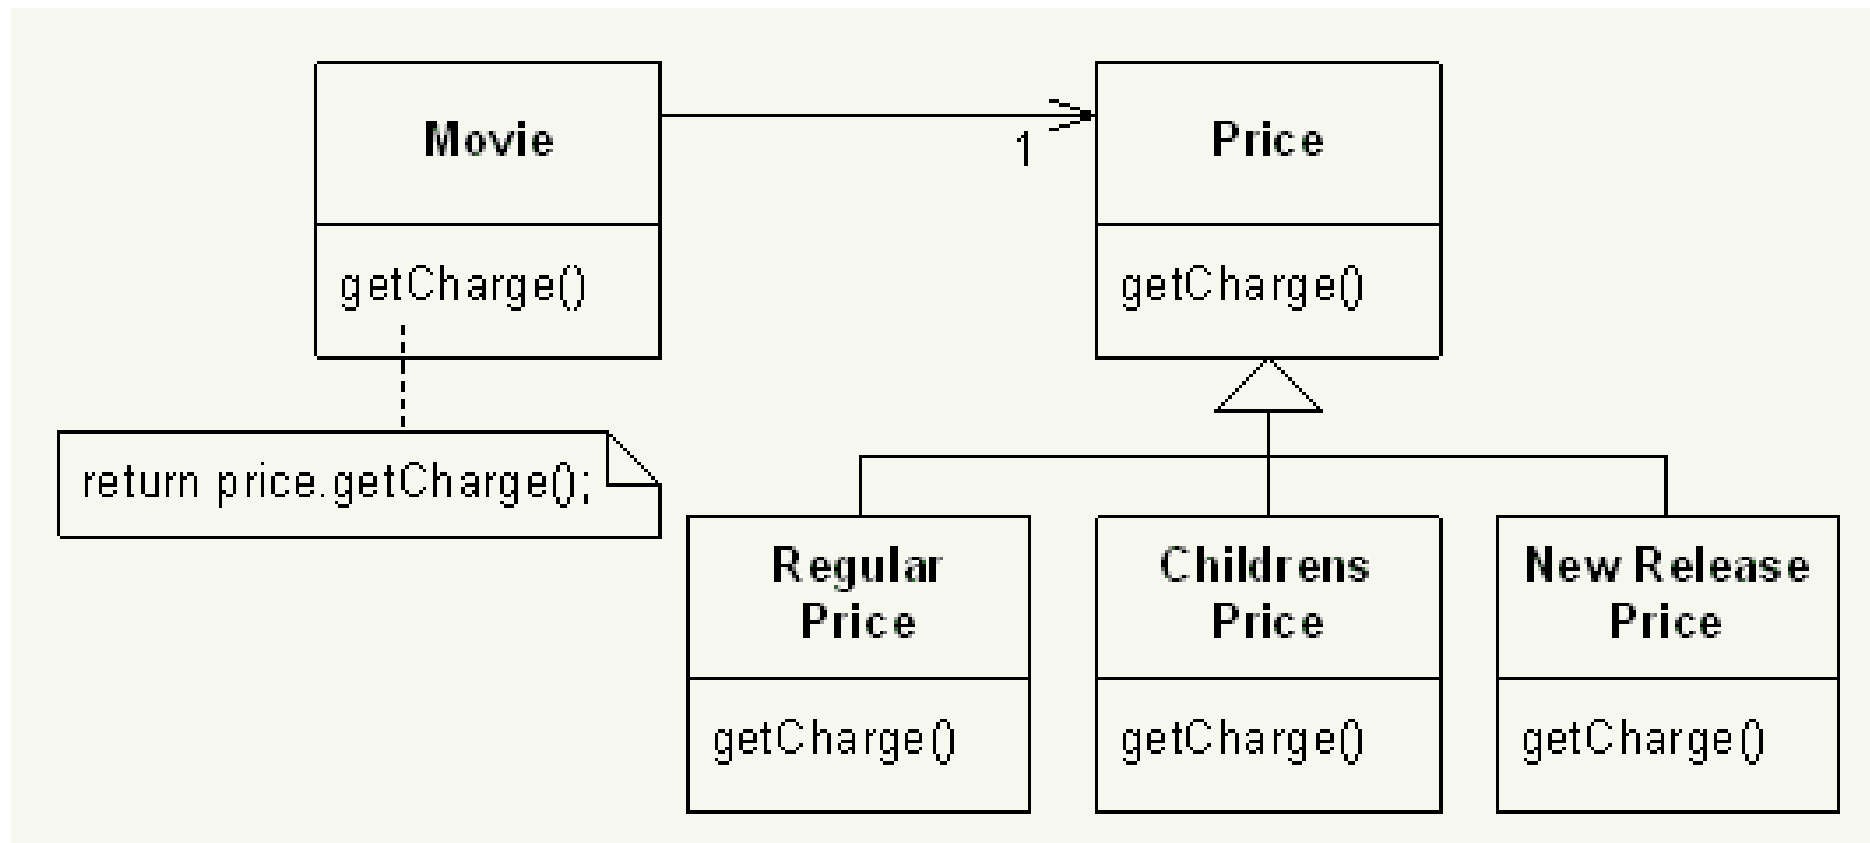 Movie
1
Price
getCharge()
getCharge()
return price.getCharge();
Regular
Price
Childrens
Price
New Release
Price
getCharge()
getCharge()
getCharge()